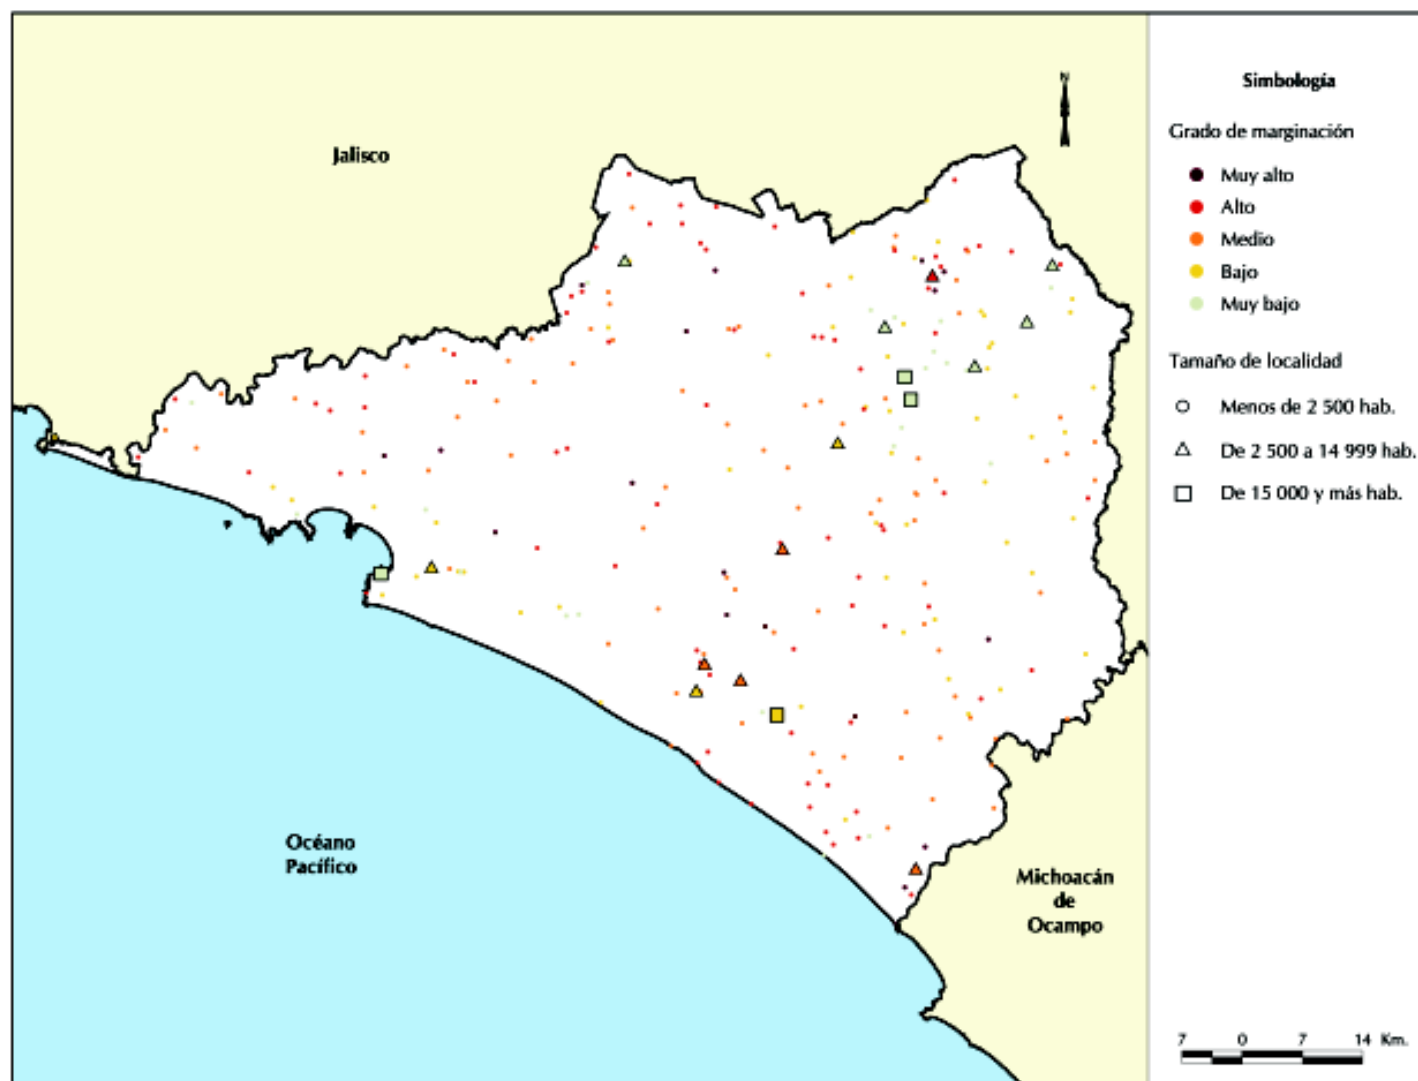 Jalisco
N
Océano
Pacífico
Michoacán
de
Ocampo
Simbología
Grado de marginación
Muy alto
Alto
Medio
Bajo
Muy bajo
Tamaño de localidad
Menos de 2 500 hab.
De 2 500 a 14 999 hab.
De 15 000 y más hab.
7 0 7 14 Km.